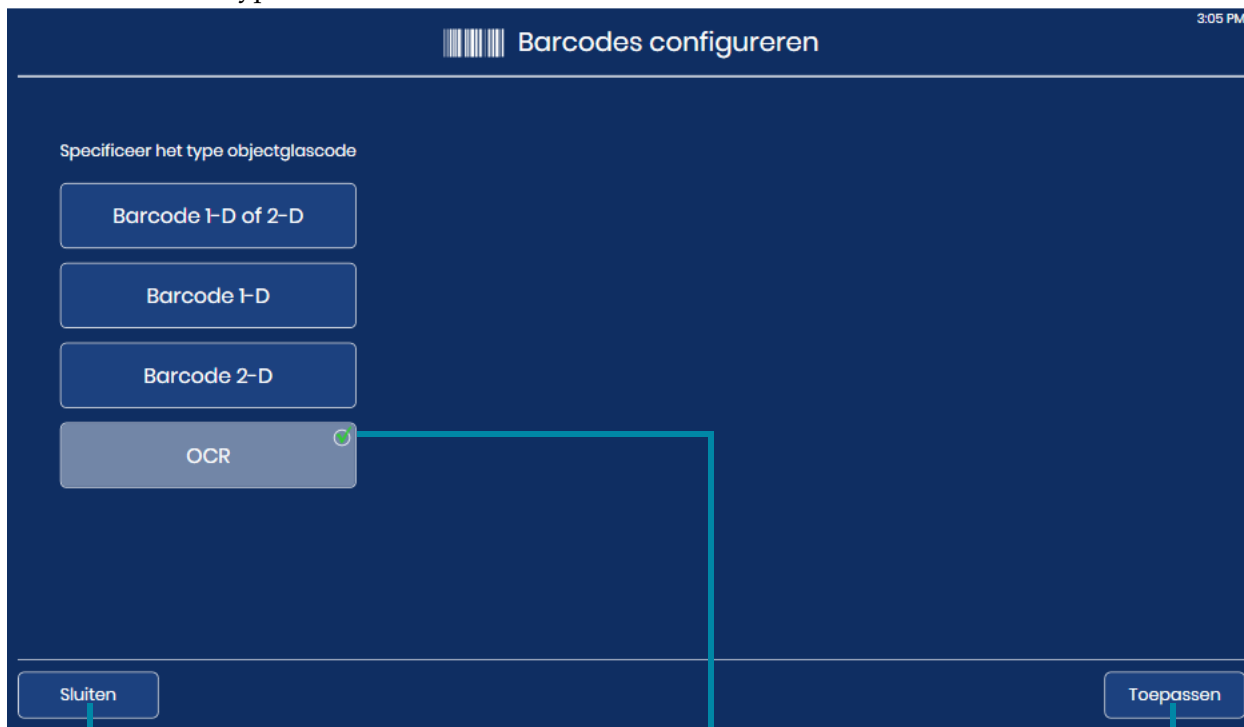 3:05 PM
Barcodes configureren
Specificeer het type objectglascode
Barcode 1-D of 2-D
Barcode 1-D
Barcode 2-D
OCR
Sluiten
Toepassen